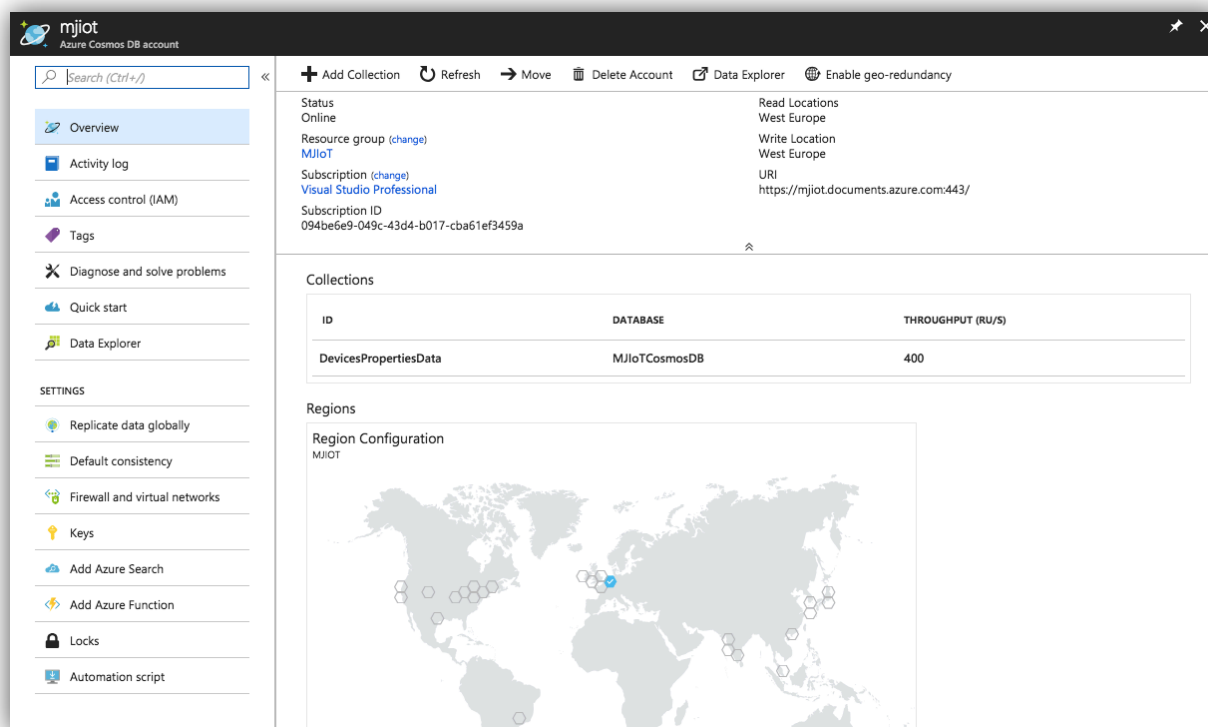 mjiot
Azure Cosmos DB account
Search (Ctrl+/)
Overview
Activity log
Access control (IAM)
Tags
Diagnose and solve problems
Quick start
Data Explorer
SETTINGS
Replicate data globally
Default consistency
Firewall and virtual networks
Keys
Add Azure Search
Add Azure Function
Locks
Automation script
Add Collection Refresh Move Delete Account Data Explorer Enable geo-redundancy
Status
Online
Resource group (change)
MJIoT
Subscription (change)
Visual Studio Professional
Subscription ID
094be6e9-049c-43d4-b017-cba61ef3459a
Read Locations
West Europe
Write Location
West Europe
URI
https://mjiot.documents.azure.com:443/
Collections
ID DATABASE THROUGHPUT (RU/S)
DevicesPropertiesData MJIoTCosmosDB 400
Regions
Region Configuration
MJIOT